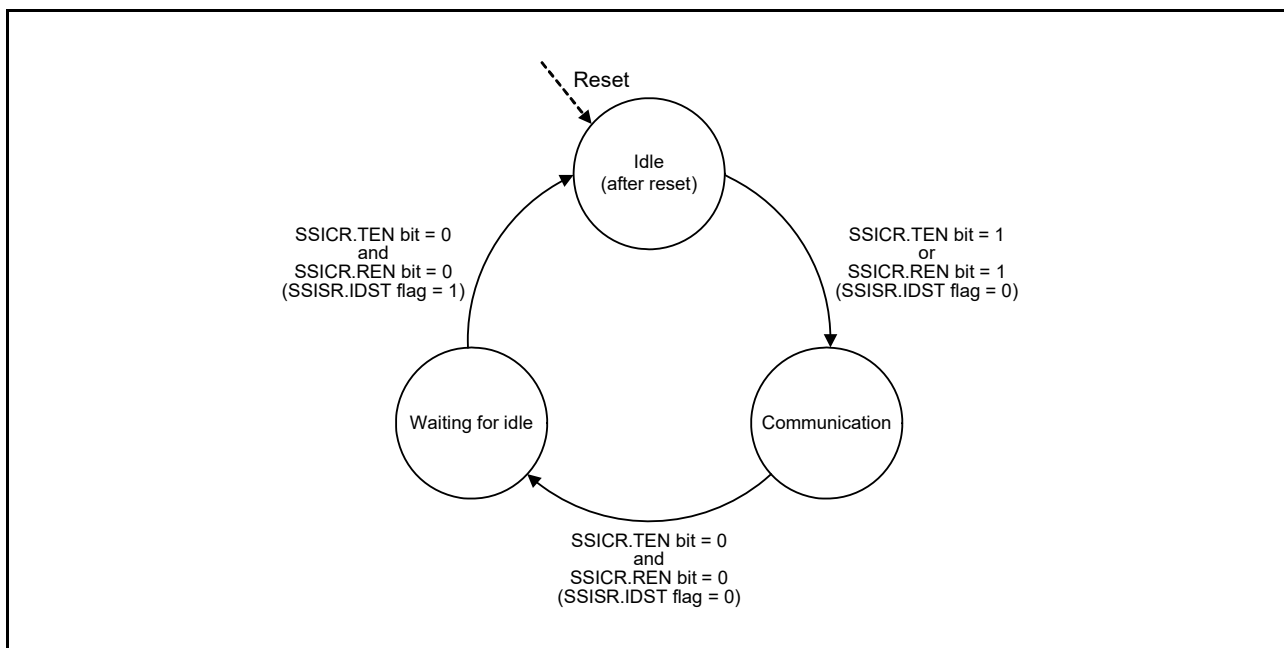 Reset
Idle
(after reset)
SSICR.TEN bit = 0
and
SSICR.REN bit = 0
(SSISR.IDST flag = 1)
SSICR.TEN bit = 1
or
SSICR.REN bit = 1
(SSISR.IDST flag = 0)
Waiting for idle
Communication
SSICR.TEN bit = 0
and
SSICR.REN bit = 0
(SSISR.IDST flag = 0)